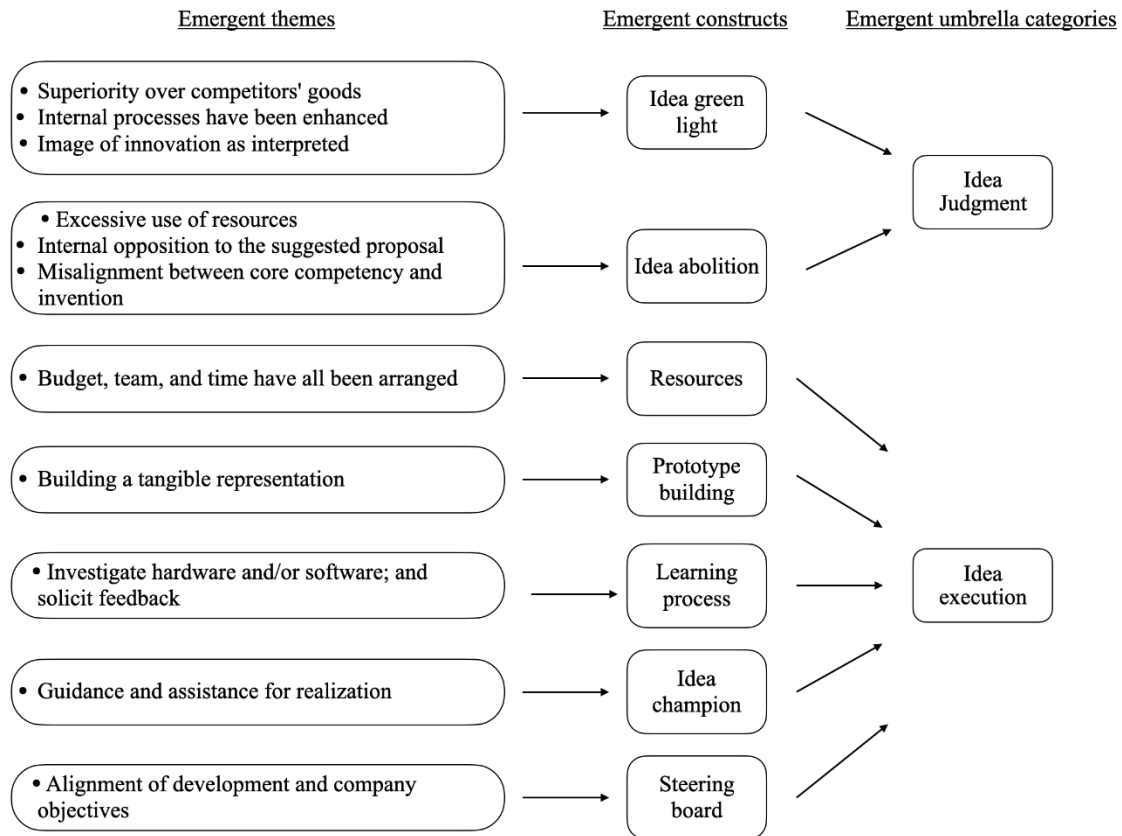 Emergent themes
Emergent constructs
Emergent umbrella categories
• Superiority over competitors' goods
• Internal processes have been enhanced
• Image of innovation as interpreted
Idea green
light
Idea
Judgment
• Excessive use of resources
• Internal opposition to the suggested proposal
• Misalignment between core competency and
invention
Idea abolition
• Budget, team, and time have all been arranged
Resources
• Building a tangible representation
Prototype
building
• Investigate hardware and/or software; and
solicit feedback
Learning
process
Idea
execution
• Guidance and assistance for realization
Idea
champion
• Alignment of development and company
objectives
Steering
board